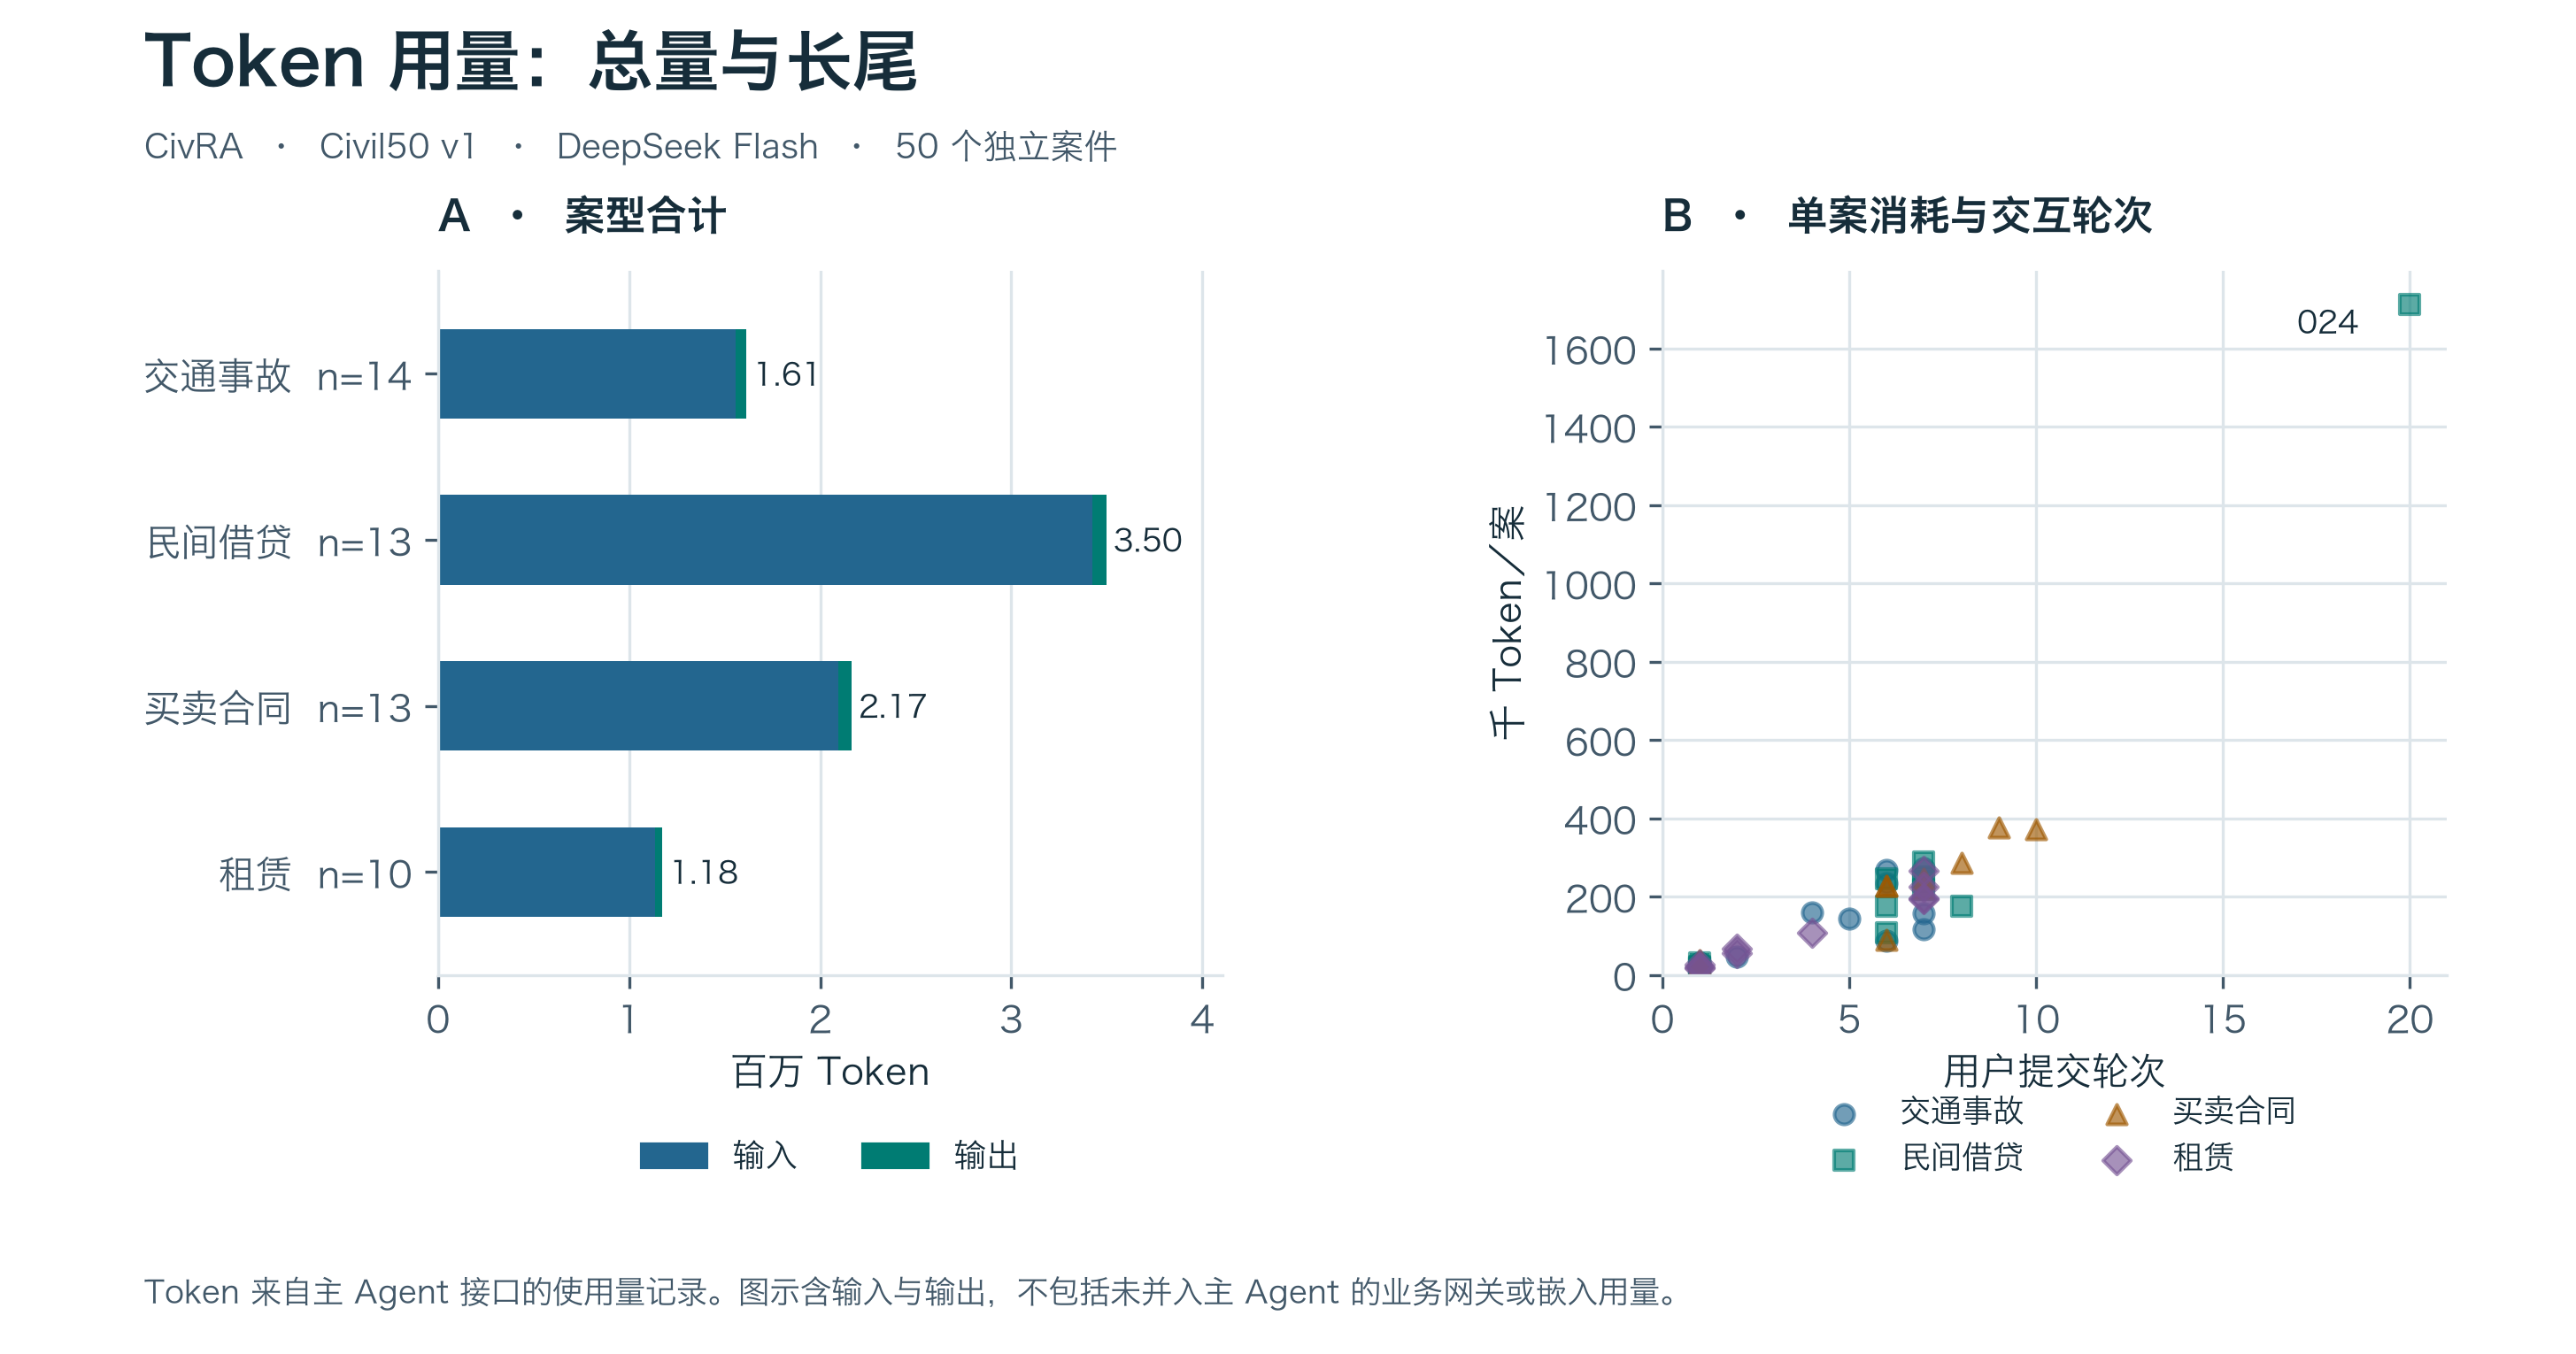 Token 用量：总量与长尾
CivRA · Civil50 v1 · DeepSeek Flash · 50 个独立案件
A · 案型合计
交通事故 n=14
1.61
民间借贷 n=13
3.50
买卖合同 n=13
2.17
租赁 n=10
1.18
0 1 2 3 4
百万 Token
输入 输出
B · 单案消耗与交互轮次
千 Token／案
1600
1400
1200
1000
800
600
400
200
0
024
0 5 10 15 20
用户提交轮次
交通事故 买卖合同
民间借贷 租赁
Token 来自主 Agent 接口的使用量记录。图示含输入与输出，不包括未并入主 Agent 的业务网关或嵌入用量。